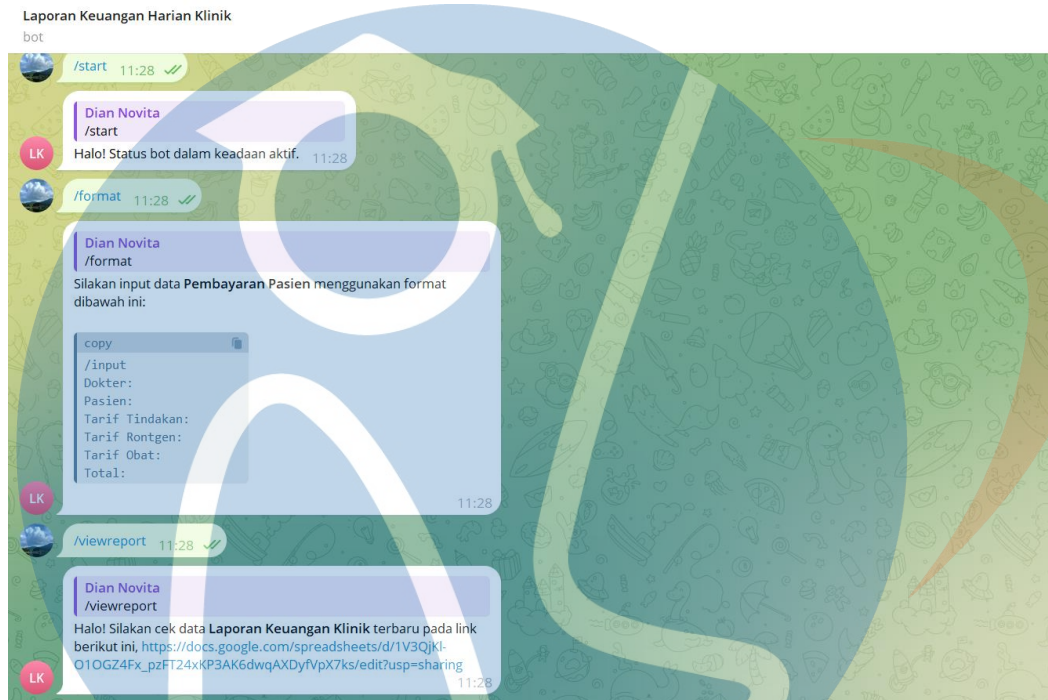 Laporan Keuangan Harian Klinik
bot
/start 11:28
Dian Novita
/start
LK
Halo! Status bot dalam keadaan aktif. 11:28
/format 11:28
Dian Novita
/format
Silakan input data Pembayaran Pasien menggunakan format
dibawah ini:
copy
/input
Dokter:
Pasien:
Tarif Tindakan:
Tarif Rontgen:
Tarif Obat:
Total:
LK
11:28
/viewreport 11:28
Dian Novita
/viewreport
Halo! Silakan cek data Laporan Keuangan Klinik terbaru pada link
berikut ini, https://docs.google.com/spreadsheets/d/1V3QjKl-
O1OGZ4Fx_pzFT24xKP3AK6dwqAXDyfVpX7ks/edit?usp=sharing
LK
11:28